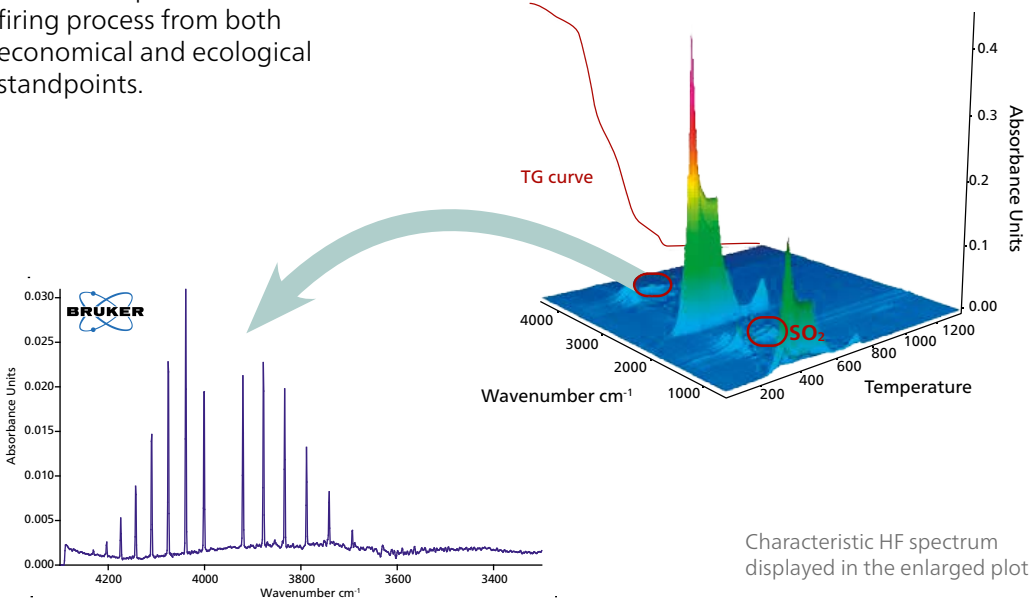 firing process from both
economical and ecological
standpoints.
TG curve
0.4
0.3
0.2
0.1
0.00
Absorbance Units
4000
3000
2000
1000
Wavenumber cm-1
200
400
600
800
1000
1200
Temperature
SO2
BRUKER
0.030
0.025
0.020
0.015
0.010
0.005
0.000
Absorbance Units
4200
4000
3800
3600
3400
Wavenumber cm-1
Characteristic HF spectrum
displayed in the enlarged plot